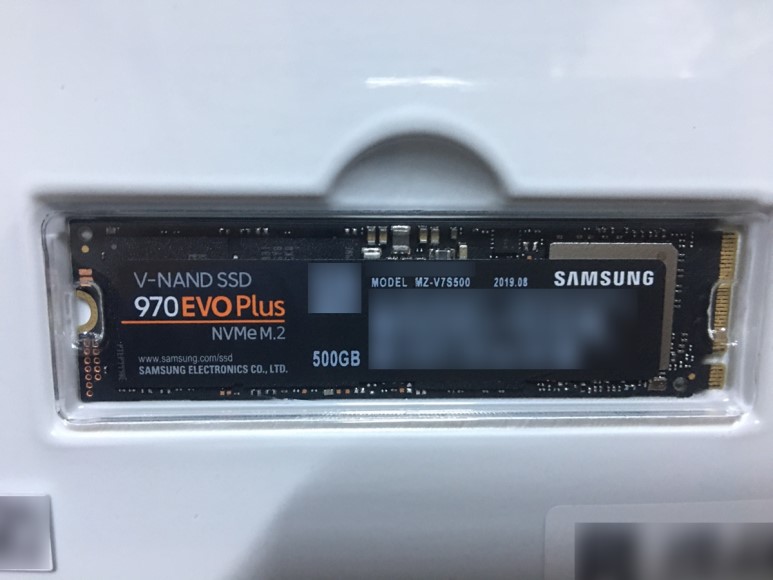 V-NAND SSD
970 EVO Plus
NVMe M.2
www.samsung.com/ssd
SAMSUNG ELECTRONICS CO., LTD.
500GB
MODEL MZ-V7S500 2019.08 SAMSUNG